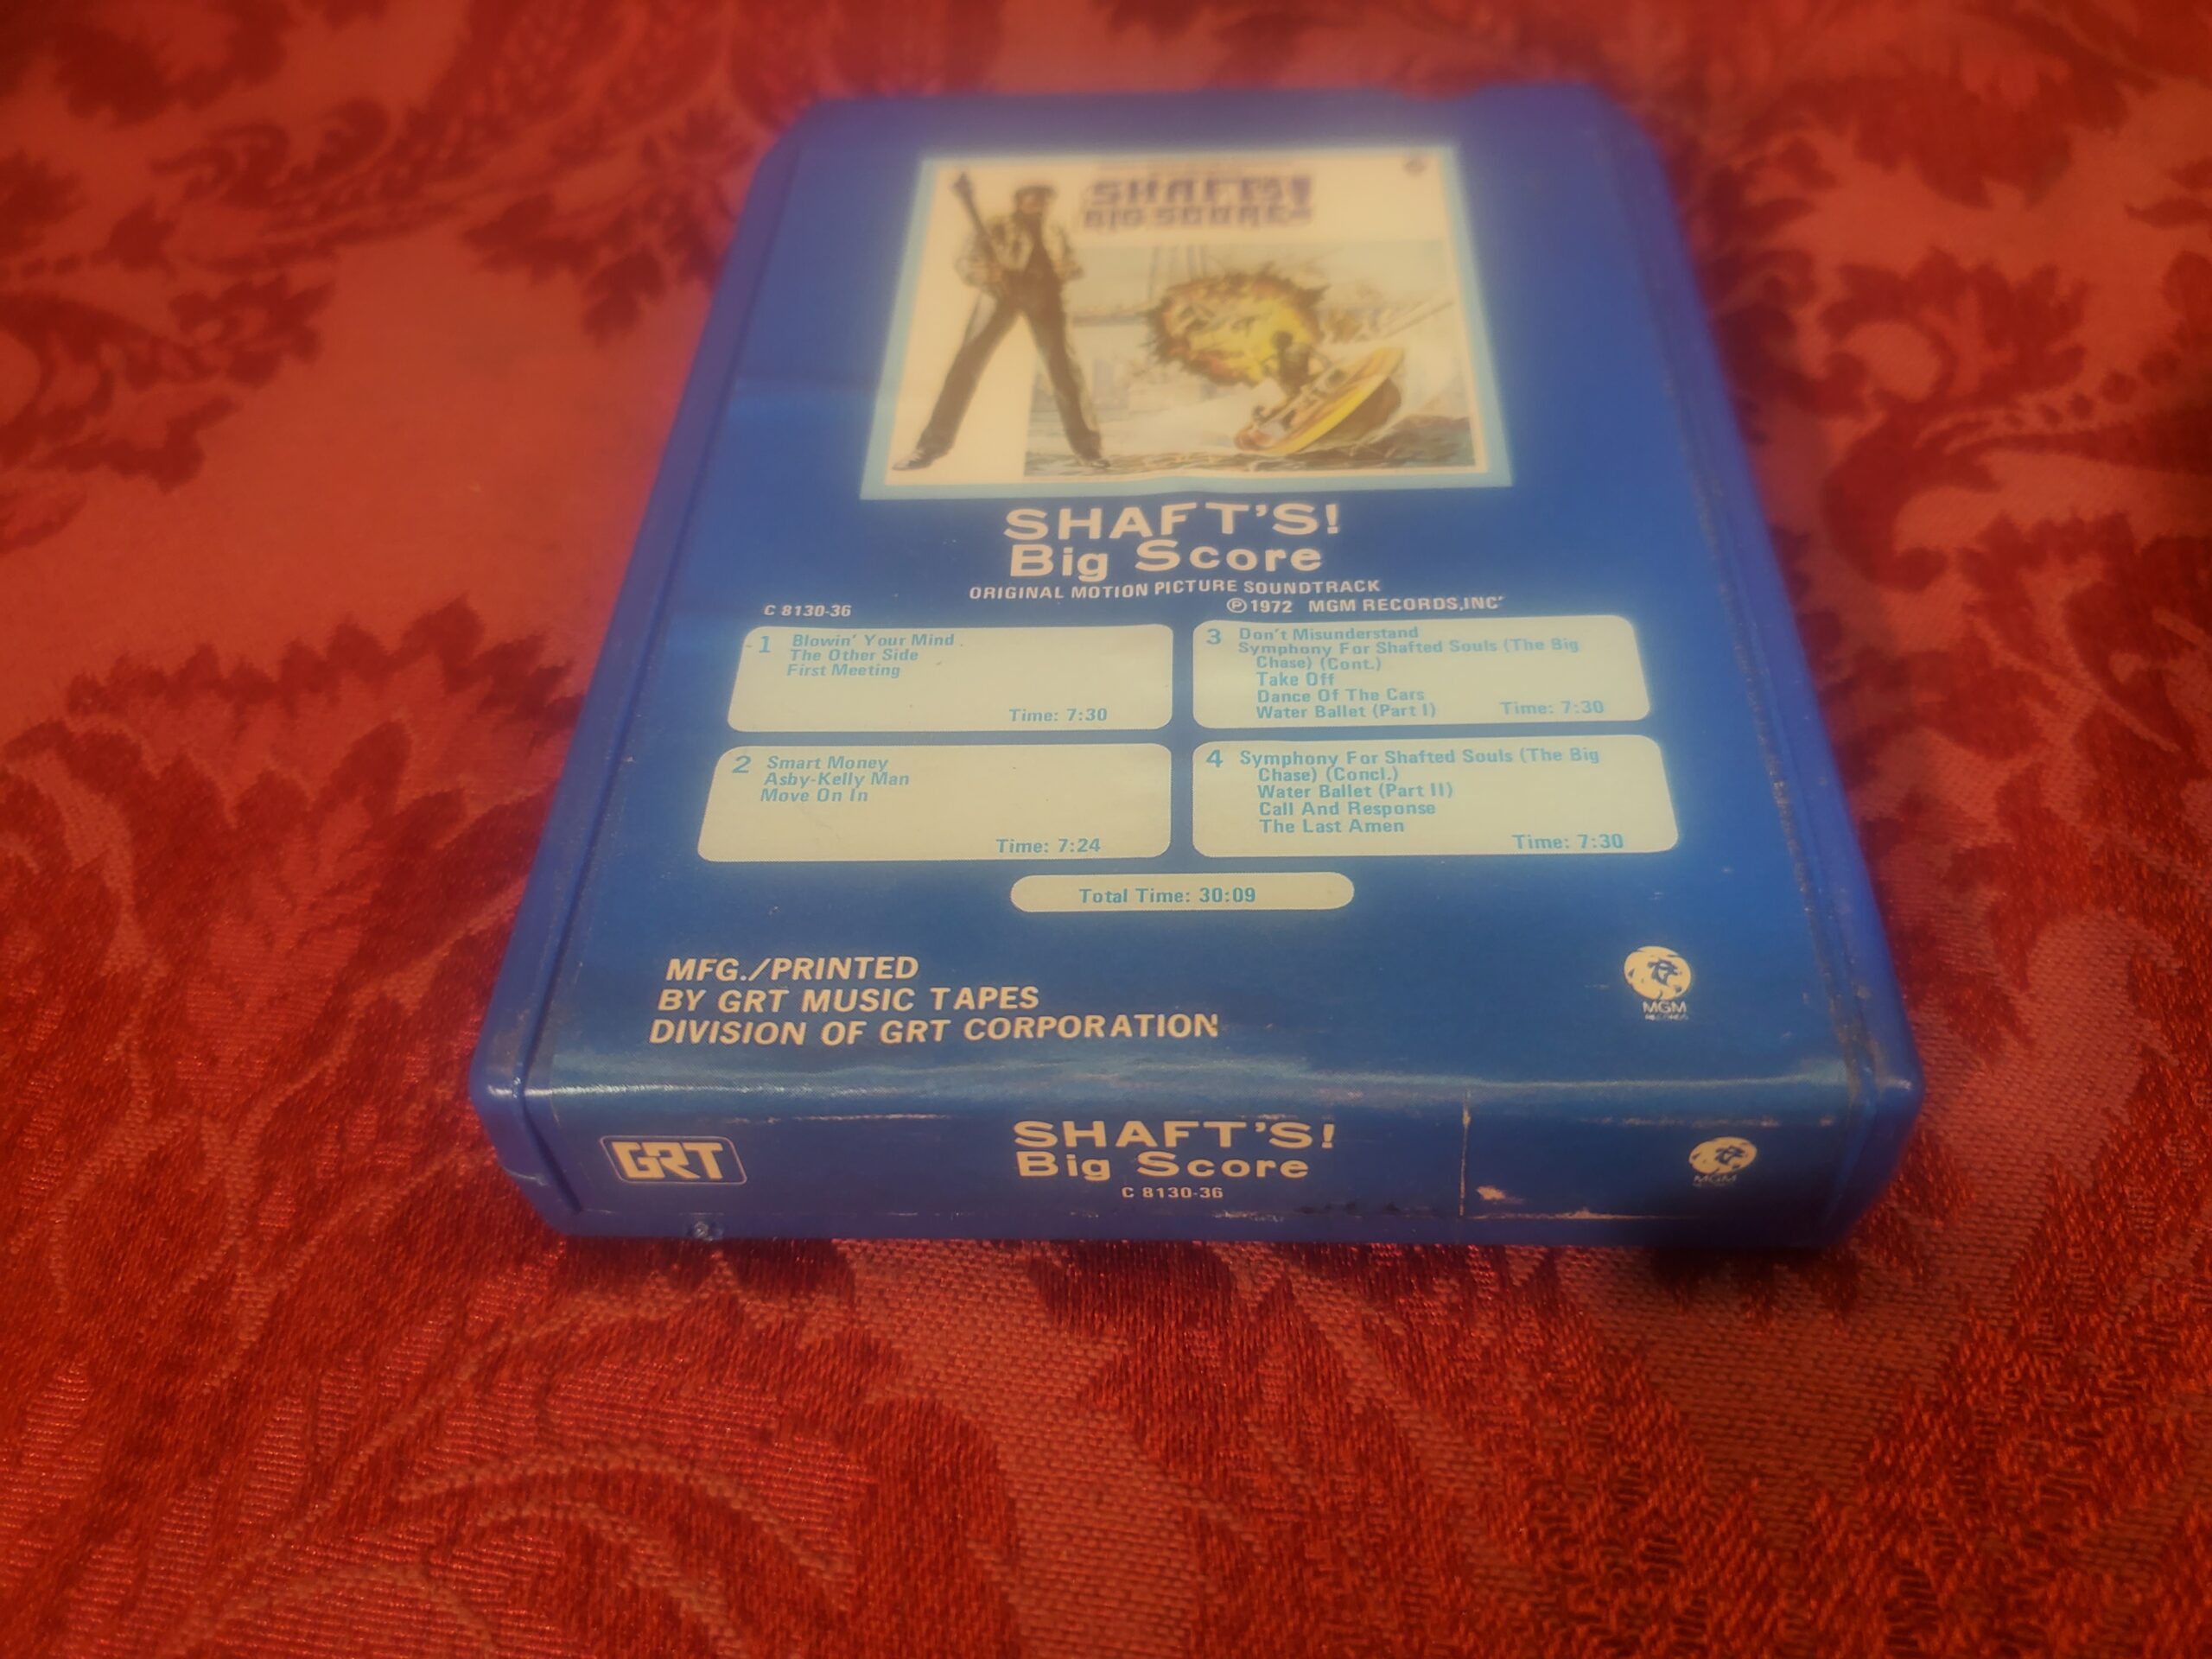 SHAFT'S!
BIG SCORE
SHAFT'S!
Big Score
ORIGINAL MOTION PICTURE SOUNDTRACK
C 8130-36
Ⓟ1972 MGM RECORDS,INC'
1 Blowin' Your Mind
The Other Side
First Meeting
Time: 7:30
2 Smart Money
Asby-Kelly Man
Move On In
Time: 7:24
3 Don't Misunderstand
Symphony For Shafted Souls (The Big
Chase) (Cont.)
Take Off
Dance Of The Cars
Water Ballet (Part I)
Time: 7:30
4 Symphony For Shafted Souls (The Big
Chase) (Concl.)
Water Ballet (Part II)
Call And Response
The Last Amen
Time: 7:30
Total Time: 30:09
MFG./PRINTED
BY GRT MUSIC TAPES
DIVISION OF GRT CORPORATION
MGM
RECORDS
GRT
SHAFT'S!
Big Score
C 8130-36
MGM